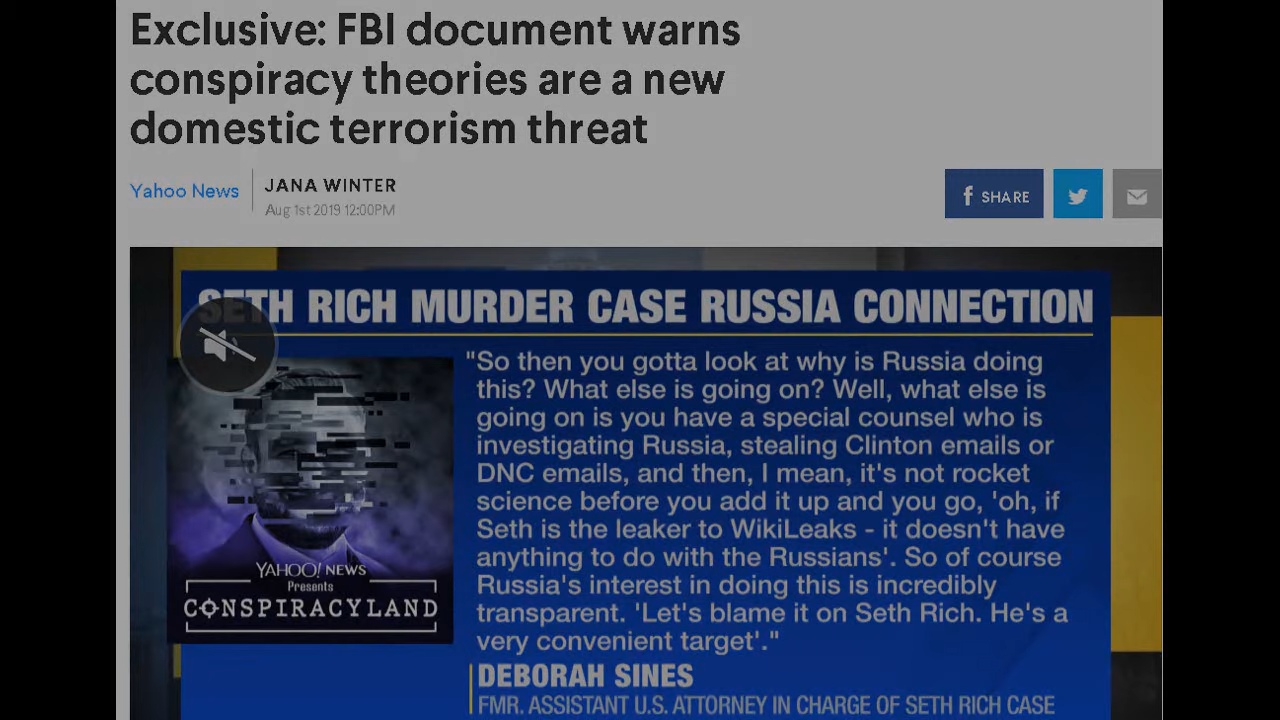 Exclusive: FBI document warns
conspiracy theories are a new
domestic terrorism threat
Yahoo News
JANA WINTER
Aug 1st 2019 12:00PM
f SHARE
SETH RICH MURDER CASE RUSSIA CONNECTION
"So then you gotta look at why is Russia doing
this? What else is going on? Well, what else is
going on is you have a special counsel who is
investigating Russia, stealing Clinton emails or
DNC emails, and then, I mean, it's not rocket
science before you add it up and you go, 'oh, if
Seth is the leaker to WikiLeaks - it doesn't have
anything to do with the Russians'. So of course
Russia's interest in doing this is incredibly
transparent. 'Let's blame it on Seth Rich. He's a
very convenient target'."
YAHOO! NEWS
Presents
CONSPIRACYLAND
DEBORAH SINES
FMR. ASSISTANT U.S. ATTORNEY IN CHARGE OF SETH RICH CASE